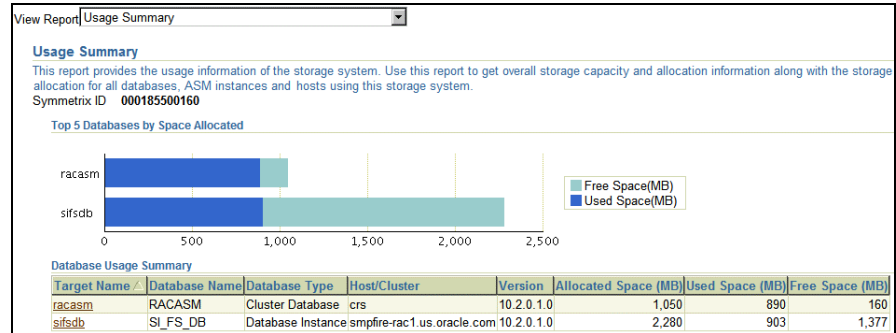 View Report Usage Summary
Usage Summary
This report provides the usage information of the storage system. Use this report to get overall storage capacity and allocation information along with the storage
allocation for all databases, ASM instances and hosts using this storage system.
Symmetrix ID 000185500160
Top 5 Databases by Space Allocated
racasm
sifsdb
0 500 1,000 1,500 2,000 2,500
Free Space(MB)
Used Space(MB)
Database Usage Summary
Target Name Database Name Database Type Host/Cluster Version Allocated Space (MB) Used Space (MB) Free Space (MB)
racasm RACASM Cluster Database crs 10.2.0.1.0 1,050 890 160
sifsdb SI_FS_DB Database Instance smpfire-rac1.us.oracle.com 10.2.0.1.0 2,280 903 1,377